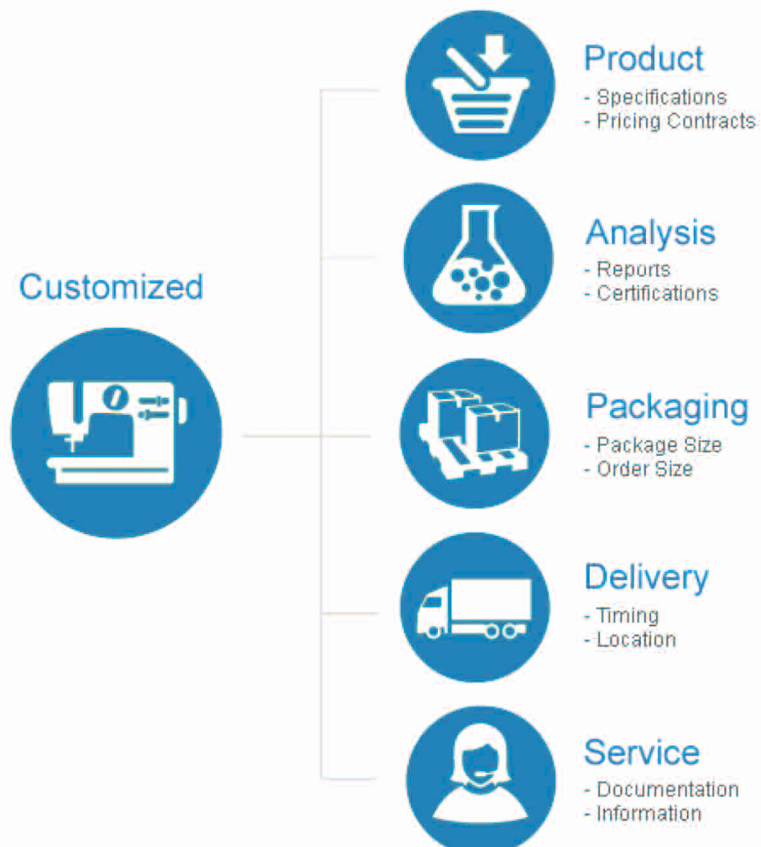 Product
- Specifications
- Pricing Contracts
Analysis
- Reports
- Certifications
Customized
Packaging
- Package Size
- Order Size
Delivery
- Timing
- Location
Service
- Documentation
- Information